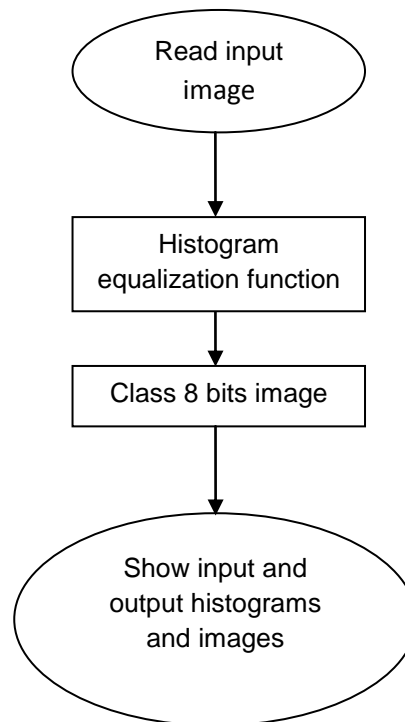 Read input
image
Histogram
equalization function
Class 8 bits image
Show input and
output histograms
and images